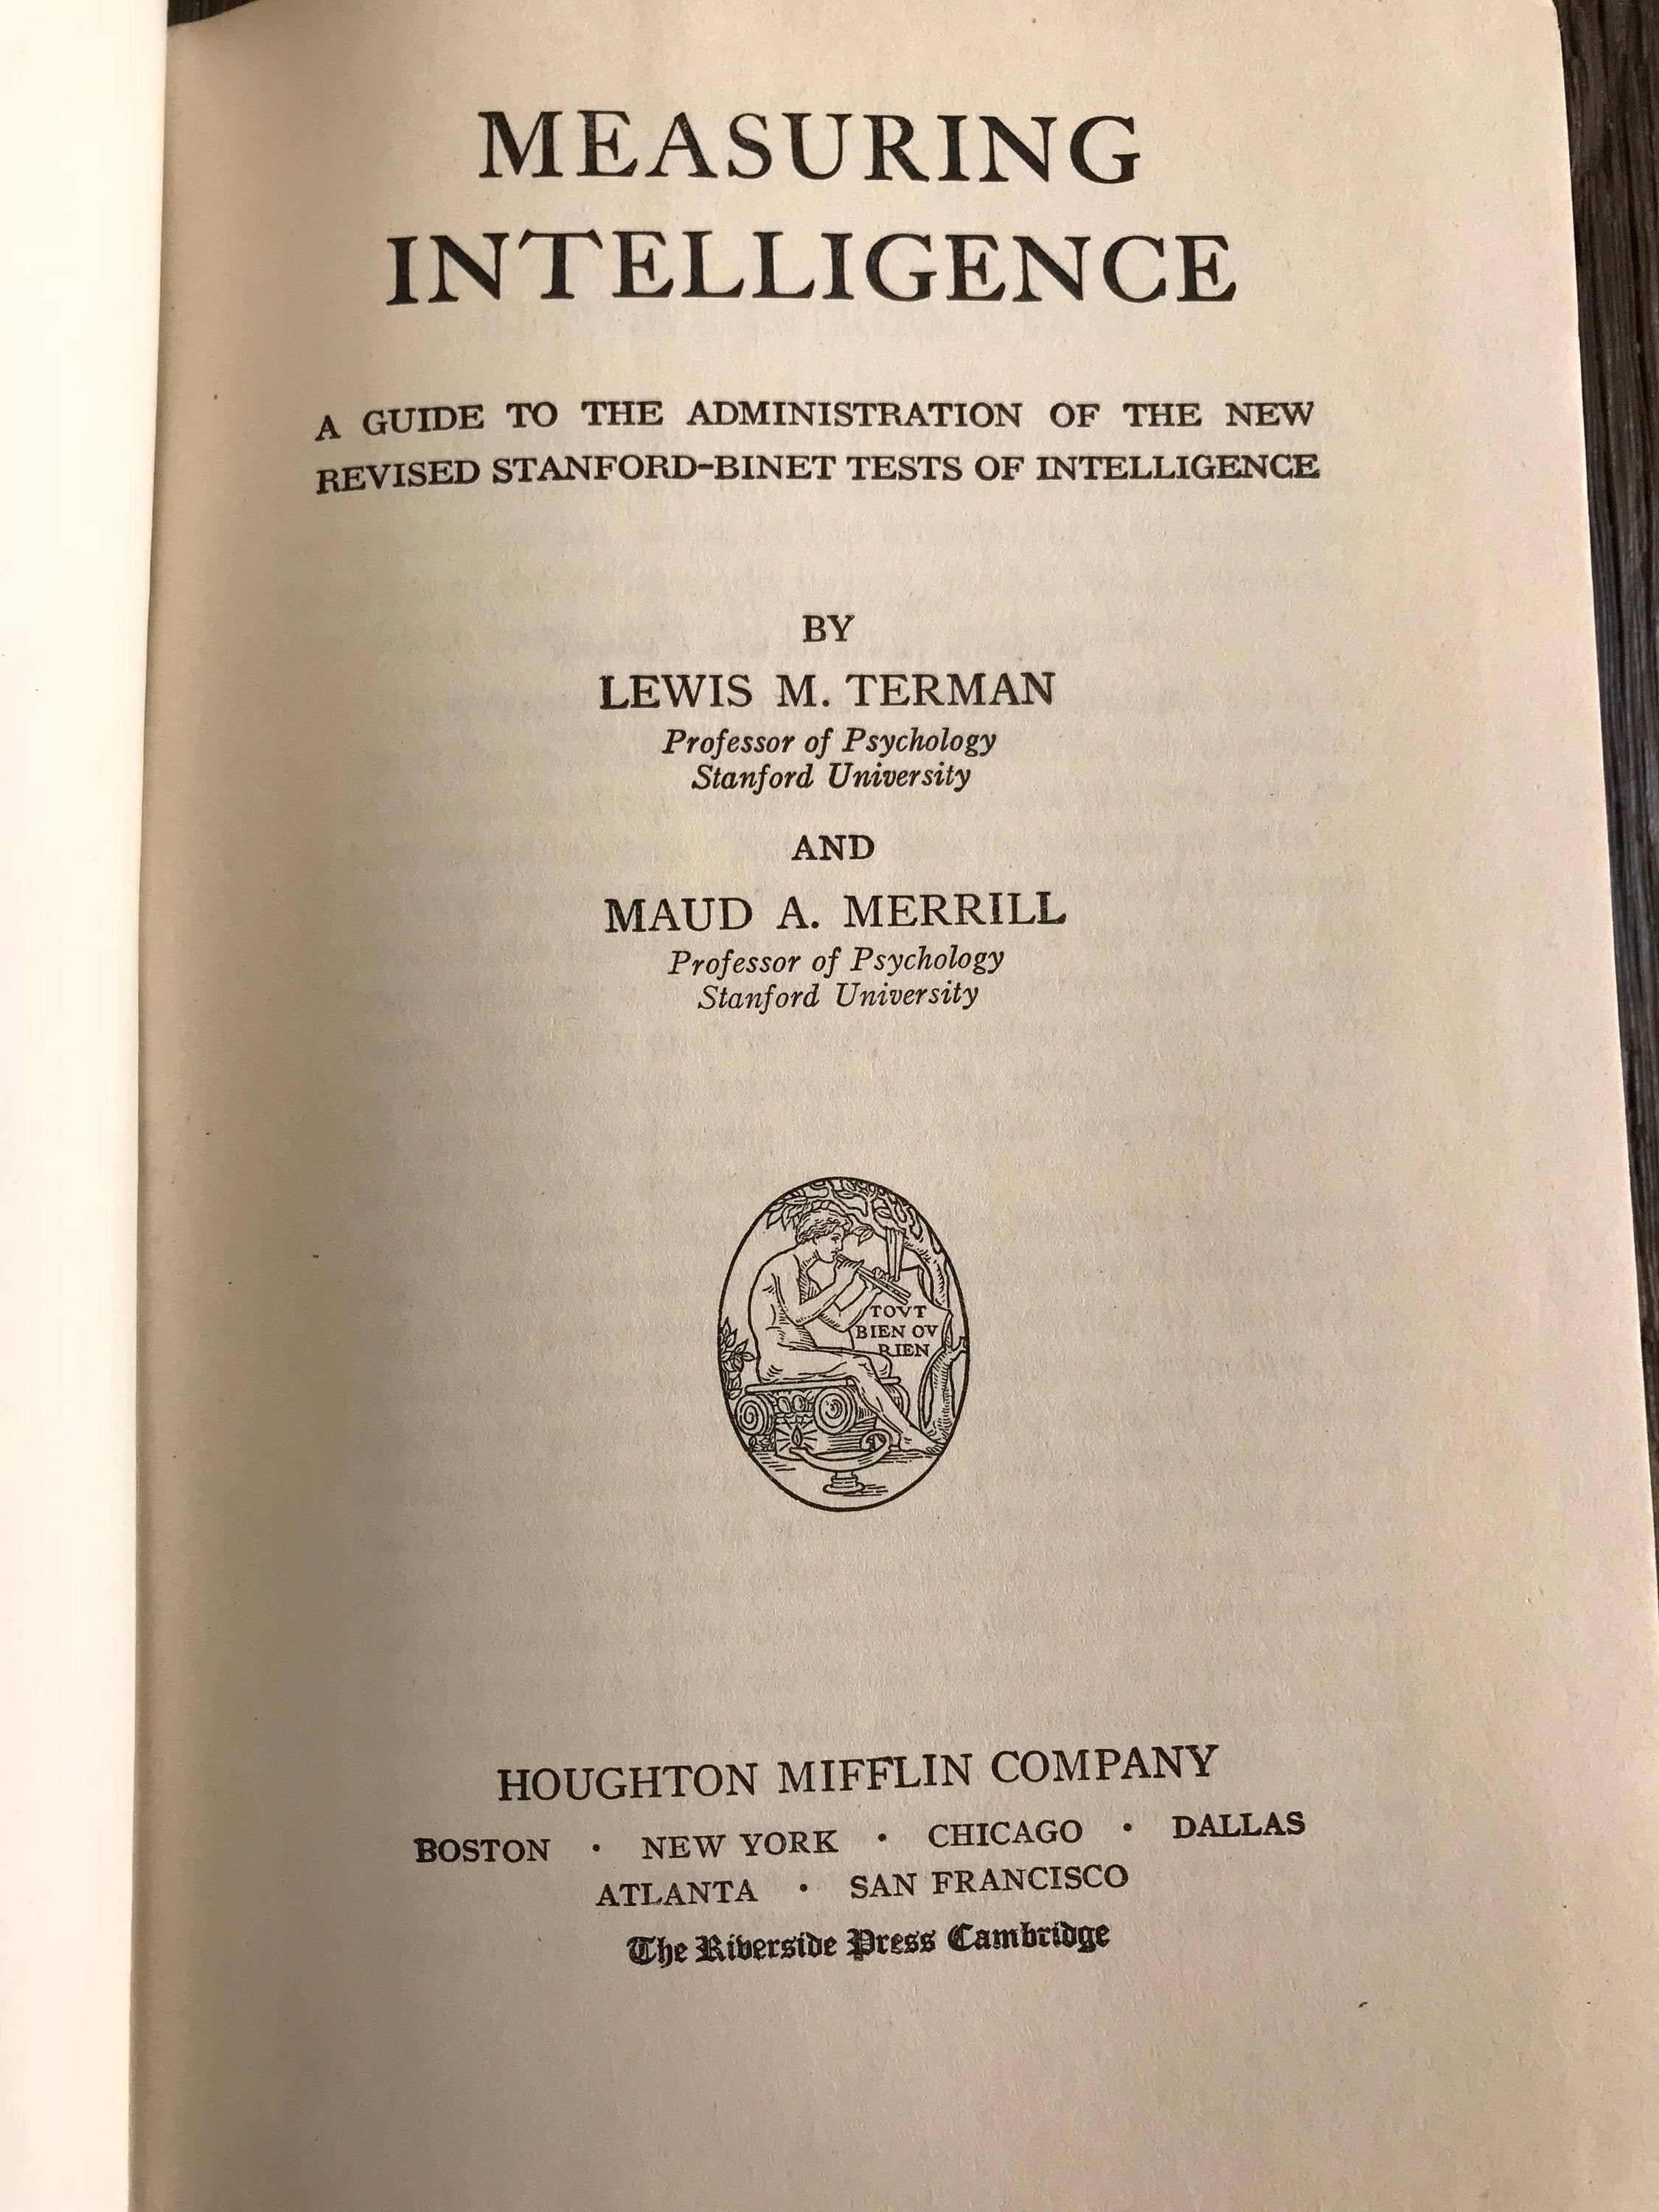 MEASURING
INTELLIGENCE
A GUIDE TO THE ADMINISTRATION OF THE NEW
REVISED STANFORD-BINET TESTS OF INTELLIGENCE
BY
LEWIS M. TERMAN
Professor of Psychology
Stanford University
AND
MAUD A. MERRILL
Professor of Psychology
Stanford University
TOVT
BIEN OV
RIEN
HOUGHTON MIFFLIN COMPANY
BOSTON · NEW YORK · CHICAGO · DALLAS
ATLANTA · SAN FRANCISCO
The Riverside Press Cambridge